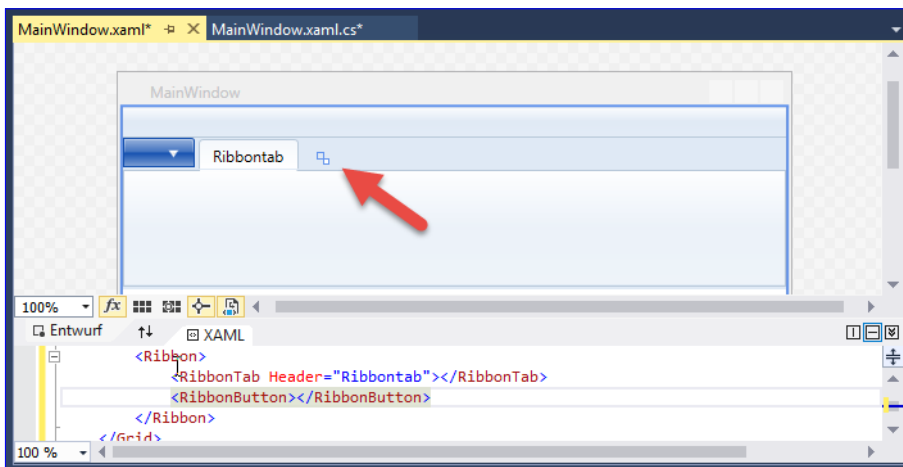 MainWindow.xaml* MainWindow.xaml.cs*
MainWindow
Ribbontab
100% fx
Entwurf XAML
<Ribbon>
<RibbonTab Header="Ribbontab"></RibbonTab>
<RibbonButton></RibbonButton>
</Ribbon>
</Grid>
100 %